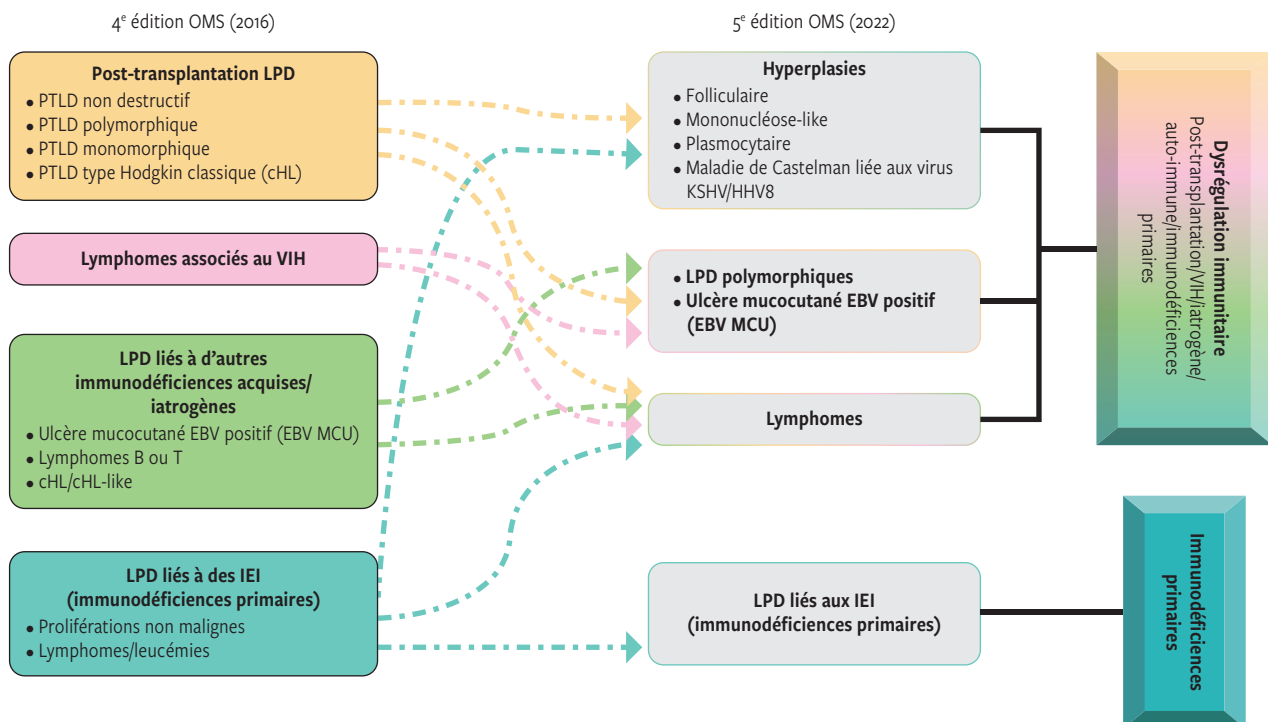 4e édition OMS (2016)
5e édition OMS (2022)
Post-transplantation LPD
• PTLD non destructif
• PTLD polymorphique
• PTLD monomorphique
• PTLD type Hodgkin classique (cHL)
Lymphomes associés au VIH
LPD liés à d'autres
immunodéficiences acquises/
iatrogènes
• Ulcère mucocutané EBV positif (EBV MCU)
• Lymphomes B ou T
• cHL/cHL-like
LPD liés à des IEI
(immunodéficiences primaires)
• Proliférations non malignes
• Lymphomes/leucémies
Hyperplasies
• Folliculaire
• Mononucléose-like
• Plasmocytaire
• Maladie de Castelman liée aux virus
KSHV/HHV8
• LPD polymorphiques
• Ulcère mucocutané EBV positif
(EBV MCU)
Lymphomes
LPD liés aux IEI
(immunodéficiences primaires)
Dysrégulation immunitaire
Post-transplantation/VIH/iatrogène/
auto-immune/immunodéficiences
primaires
Immunodéficiences
primaires